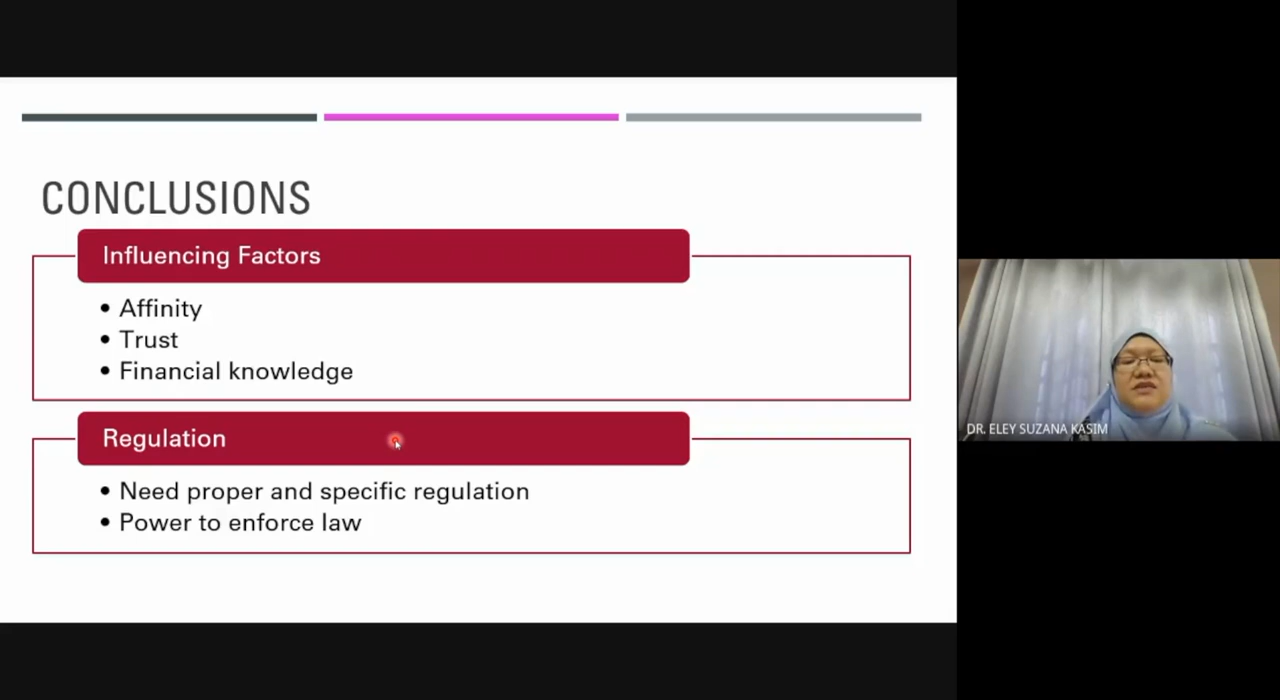 CONCLUSIONS
Influencing Factors
• Affinity
• Trust
• Financial knowledge
Regulation
• Need proper and specific regulation
• Power to enforce law
DR. ELEY SUZANA KASIM